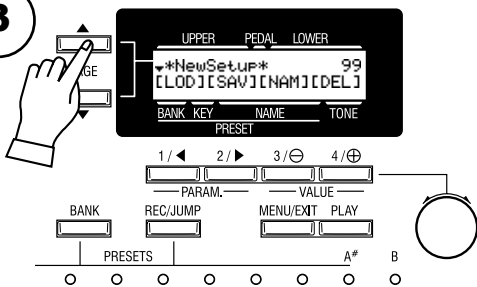 3
UPPER PEDAL LOWER
*NewSetup* 99
[LOD][SAV][NAM][DEL]
BANK KEY NAME TONE
PRESET
1/◀ 2/▶ 3/⊖ 4/⊕
PARAM. VALUE
BANK REC/JUMP MENU/EXIT PLAY
PRESETS
A# B